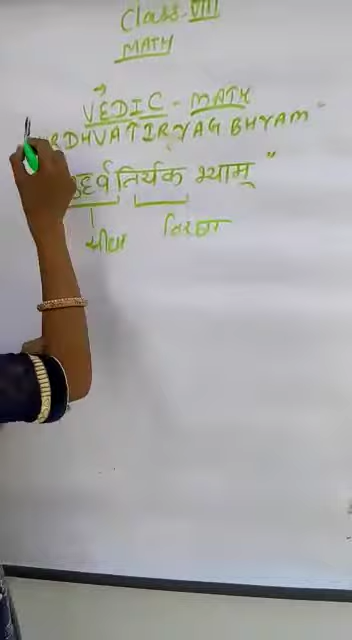 Class VIII
MATH
VEDIC - MATH
RDHVATIRYAGBHYAM"
र्ध्व तिर्यक भ्याम्"
सीधा तिरछा